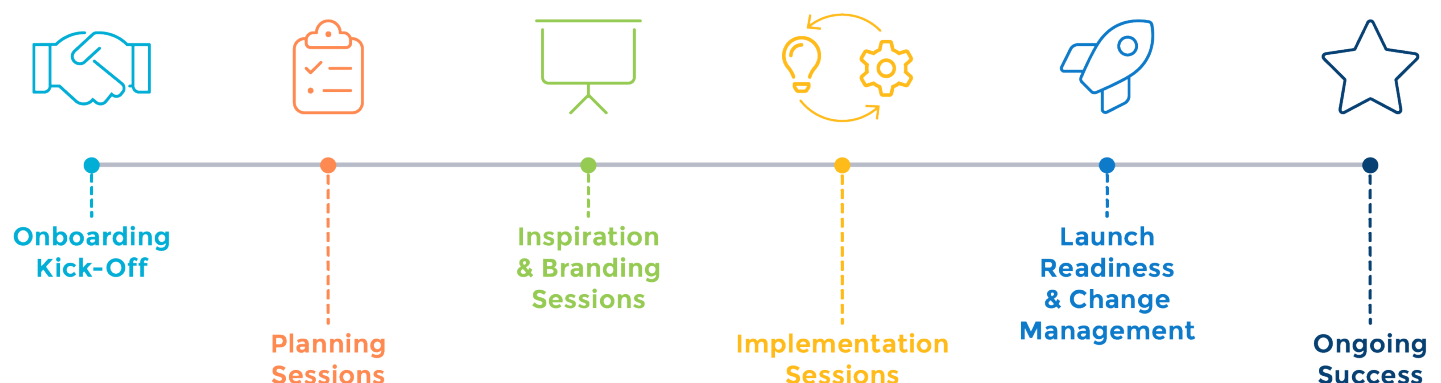 Onboarding
Kick-Off
Planning
Sessions
Inspiration
& Branding
Sessions
Implementation
Sessions
Launch
Readiness
& Change
Management
Ongoing
Success